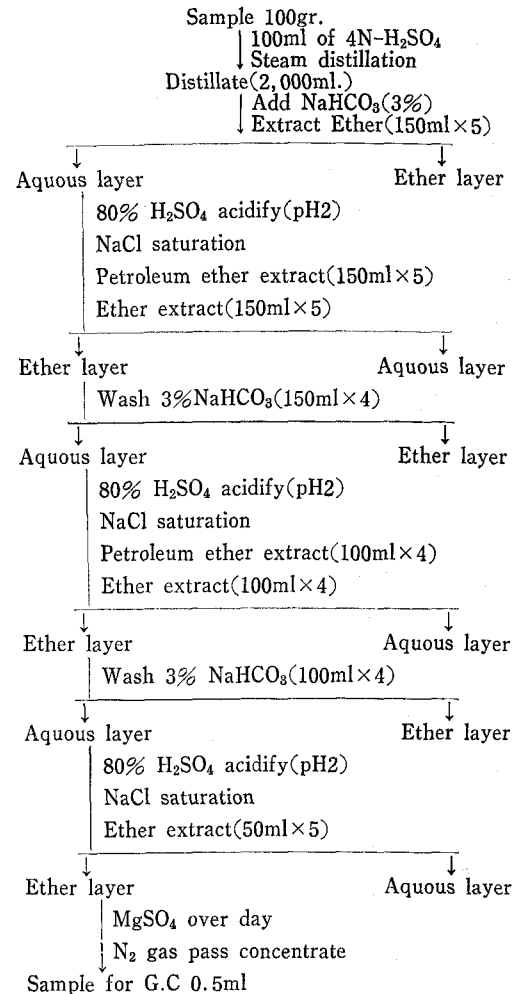 Sample 100gr.
100ml of 4N-H₂SO₄
Steam distillation
Distillate(2,000ml.)
Add NaHCO₃(3%)
Extract Ether(150ml×5)
Aquous layer Ether layer
80% H₂SO₄ acidify(pH2)
NaCl saturation
Petroleum ether extract(150ml×5)
Ether extract(150ml×5)
Ether layer Aquous layer
Wash 3%NaHCO₃(150ml×4)
Aquous layer Ether layer
80% H₂SO₄ acidify(pH2)
NaCl saturation
Petroleum ether extract(100ml×4)
Ether extract(100ml×4)
Ether layer Aquous layer
Wash 3% NaHCO₃(100ml×4)
Aquous layer Ether layer
80% H₂SO₄ acidify(pH2)
NaCl saturation
Ether extract(50ml×5)
Ether layer Aquous layer
MgSO₄ over day
N₂ gas pass concentrate
Sample for G.C 0.5ml